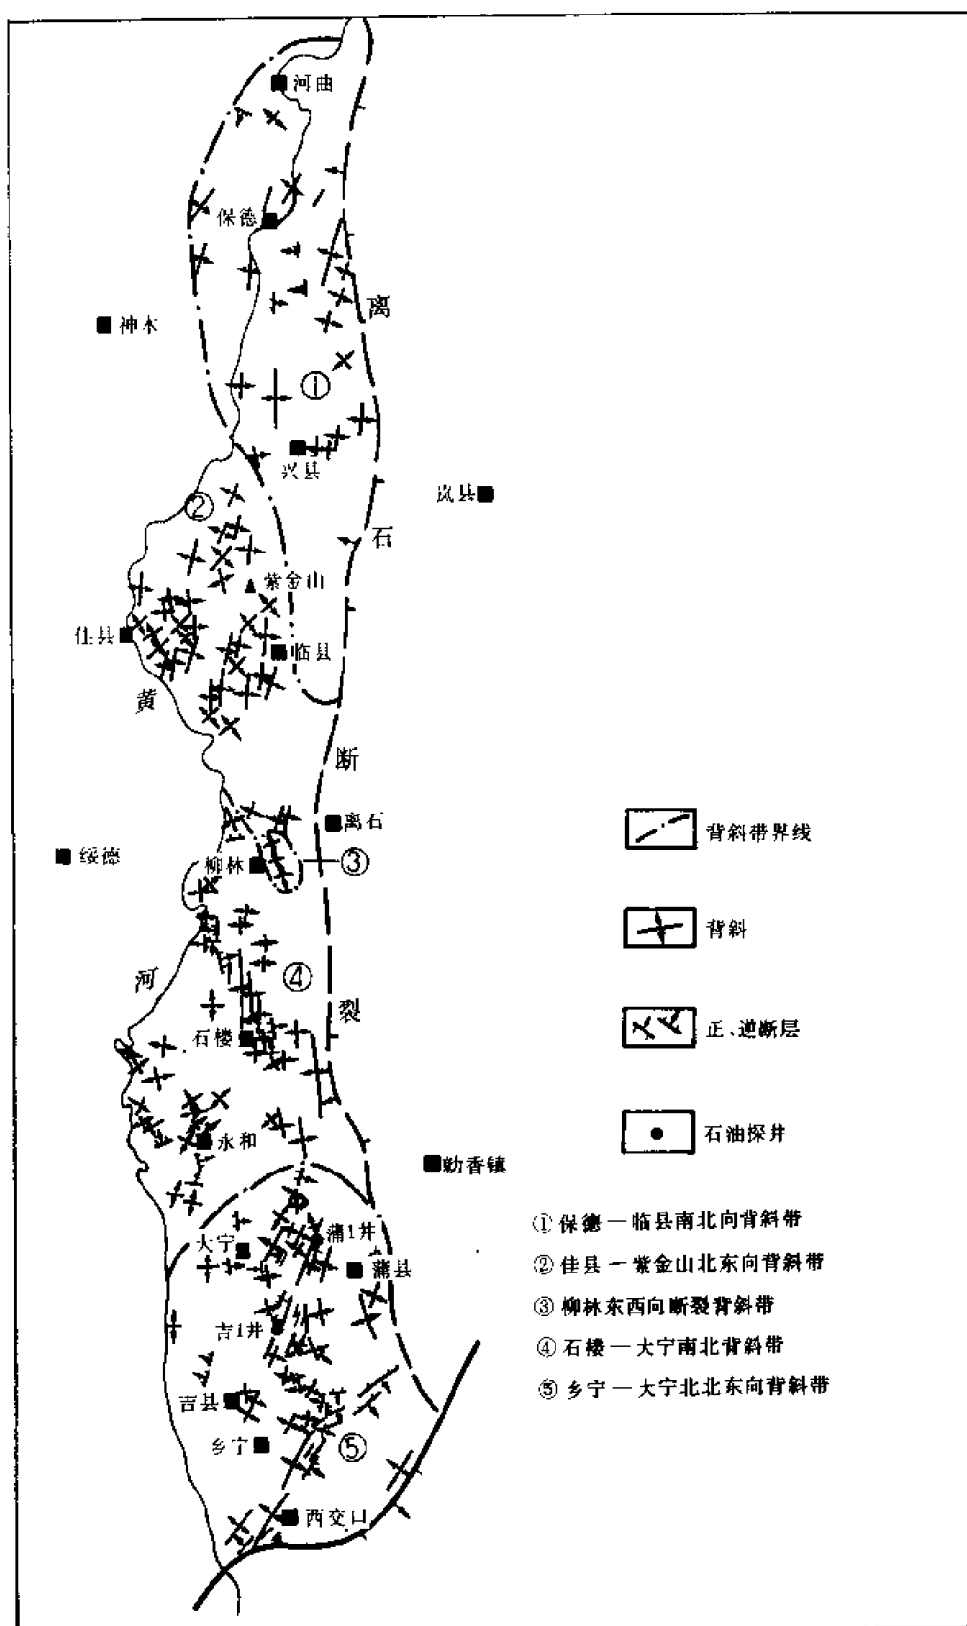 河曲
保德
离
神木
①
兴县
岚县
②
石
紫金山
佳县
临县
黄
断
离石
背斜带界线
绥德
柳林
③
背斜
④
河
裂
石楼
正、逆断层
永和
石油探井
勍香镇
蒲1井
大宁
蒲县
吉1井
吉县
乡宁
⑤
西交口
① 保德一临县南北向背斜带
② 佳县一紫金山北东向背斜带
③ 柳林东西向断裂背斜带
④ 石楼一大宁南北背斜带
⑤ 乡宁一大宁北北东向背斜带